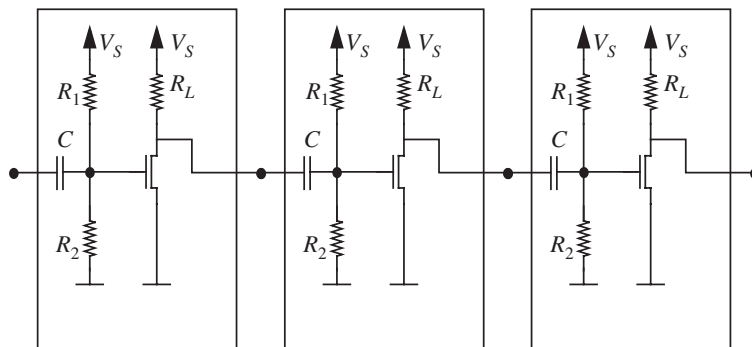 V_S V_S V_S V_S V_S V_S
R_1 R_L R_1 R_L R_1 R_L
C C C
R_2 R_2 R_2